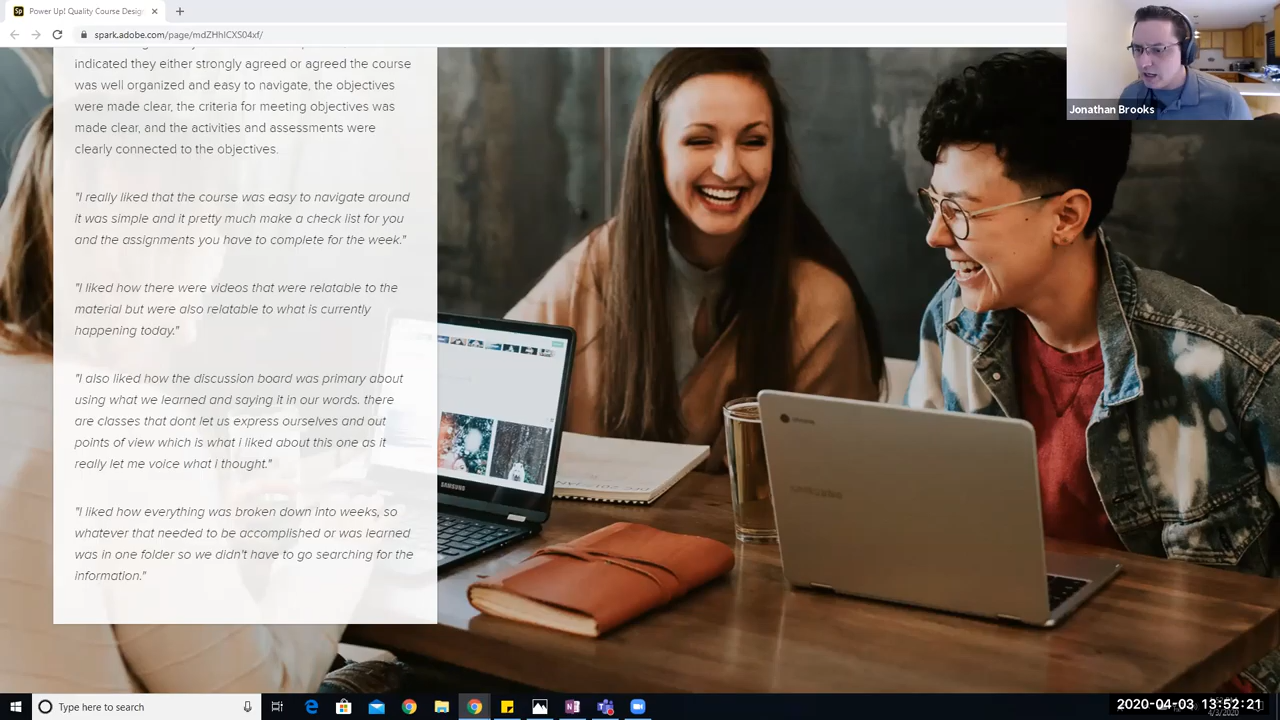 Power Up! Quality Course Desig
spark.adobe.com/page/mdZHhICXS04xf/
Jonathan Brooks
indicated they either strongly agreed or agreed the course
was well organized and easy to navigate, the objectives
were made clear, the criteria for meeting objectives was
made clear, and the activities and assessments were
clearly connected to the objectives.
"I really liked that the course was easy to navigate around
it was simple and it pretty much make a check list for you
and the assignments you have to complete for the week."
"I liked how there were videos that were relatable to the
material but were also relatable to what is currently
happening today."
"I also liked how the discussion board was primary about
using what we learned and saying it in our words. there
are classes that dont let us express ourselves and out
points of view which is what i liked about this one as it
really let me voice what I thought."
"I liked how everything was broken down into weeks, so
whatever that needed to be accomplished or was learned
was in one folder so we didn't have to go searching for the
information."
SAMSUNG
Type here to search
2020-04-03 13:52:21